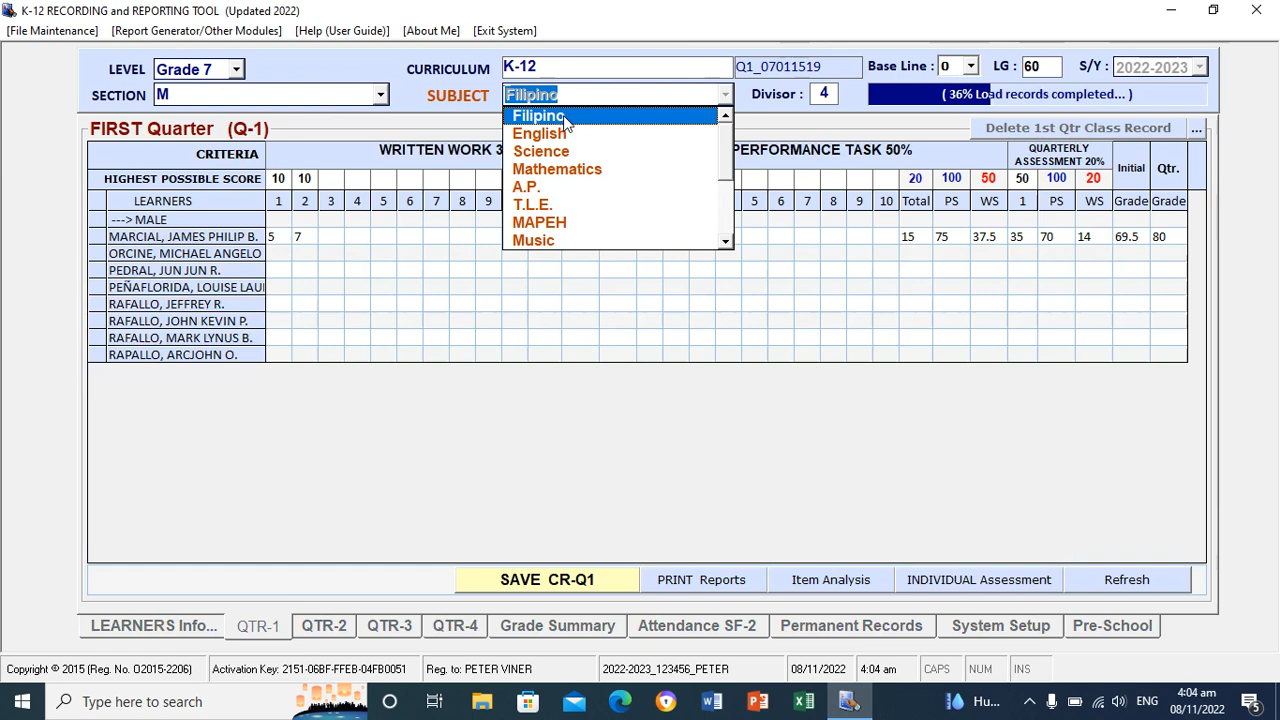 K-12 RECORDING and REPORTING TOOL (Updated 2022)
[File Maintenance] [Report Generator/Other Modules] [Help (User Guide)] [About Me] [Exit System]
LEVEL Grade 7 CURRICULUM K-12 Q1_07011519 Base Line : 0 LG : 60 S/Y : 2022-2023
SECTION M SUBJECT Filipino Divisor : 4 ( 36% Load records completed... )
FIRST Quarter (Q-1) Filipino Delete 1st Qtr Class Record ...
English
Science
Mathematics
A.P.
T.L.E.
MAPEH
Music
CRITERIA WRITTEN WORK 3 PERFORMANCE TASK 50% QUARTERLY ASSESSMENT 20% Initial Qtr.
HIGHEST POSSIBLE SCORE 10 10 20 100 50 50 100 20
LEARNERS 1 2 3 4 5 6 7 8 9 5 6 7 8 9 10 Total PS WS 1 PS WS Grade Grade
---> MALE
MARCIAL, JAMES PHILIP B. 5 7 15 75 37.5 35 70 14 69.5 80
ORCINE, MICHAEL ANGELO
PEDRAL, JUN JUN R.
PEÑAFLORIDA, LOUISE LAU
RAFALLO, JEFFREY R.
RAFALLO, JOHN KEVIN P.
RAFALLO, MARK LYNUS B.
RAPALLO, ARCJOHN O.
SAVE CR-Q1 PRINT Reports Item Analysis INDIVIDUAL Assessment Refresh
LEARNERS Info... QTR-1 QTR-2 QTR-3 QTR-4 Grade Summary Attendance SF-2 Permanent Records System Setup Pre-School
Copyright © 2015 (Reg. No. O2015-2206) Activation Key: 2151-06BF-FFEB-04FB0051 Reg. to: PETER VINER 2022-2023_123456_PETER 08/11/2022 4:04 am CAPS NUM INS
Type here to search Hu... ENG 4:04 am
08/11/2022 5